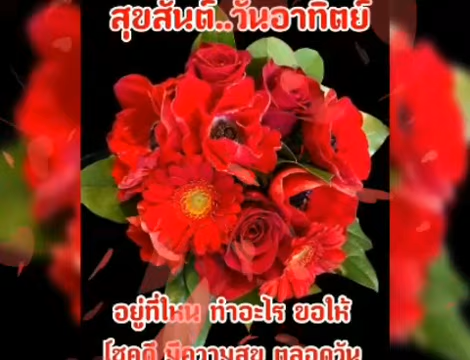 สุขสันต์..วันอาทิตย์
อยู่ที่ไหน ทำอะไร ขอให้
โชคดี มีความสุข ตลอดวัน